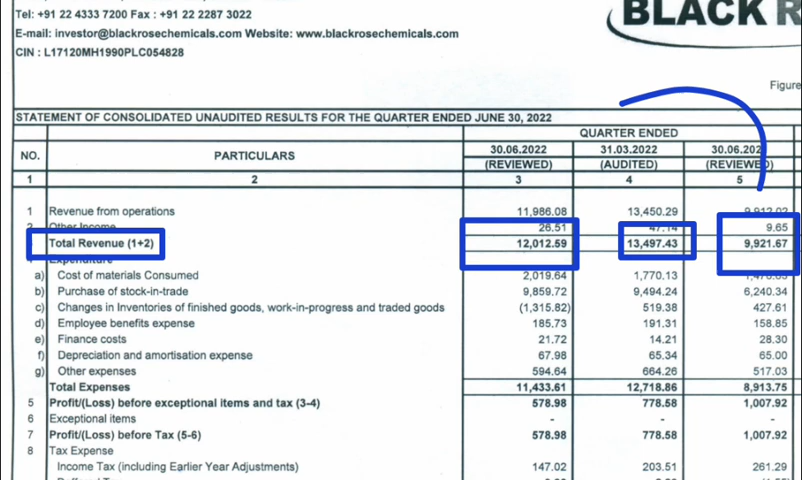 Tel: +91 22 4333 7200 Fax : +91 22 2287 3022
E-mail: investor@blackrosechemicals.com Website: www.blackrosechemicals.com
CIN : L17120MH1990PLC054828
BLACK R
Figure
STATEMENT OF CONSOLIDATED UNAUDITED RESULTS FOR THE QUARTER ENDED JUNE 30, 2022
QUARTER ENDED
NO. PARTICULARS 30.06.2022 31.03.2022 30.06.202
(REVIEWED) (AUDITED) (REVIEWED)
1 2 3 4 5
1 Revenue from operations 11,986.08 13,450.29 9,912.02
2 Other Income 26.51 47.14 9.65
Total Revenue (1+2) 12,012.59 13,497.43 9,921.67
Expenditure
a) Cost of materials Consumed 2,019.64 1,770.13
b) Purchase of stock-in-trade 9,859.72 9,494.24 6,240.34
c) Changes in Inventories of finished goods, work-in-progress and traded goods (1,315.82) 519.38 427.61
d) Employee benefits expense 185.73 191.31 158.85
e) Finance costs 21.72 14.21 28.30
f) Depreciation and amortisation expense 67.98 65.34 65.00
g) Other expenses 594.64 664.26 517.03
Total Expenses 11,433.61 12,718.86 8,913.75
5 Profit/(Loss) before exceptional items and tax (3-4) 578.98 778.58 1,007.92
6 Exceptional items - - -
7 Profit/(Loss) before Tax (5-6) 578.98 778.58 1,007.92
8 Tax Expense
Income Tax (including Earlier Year Adjustments) 147.02 203.51 261.29